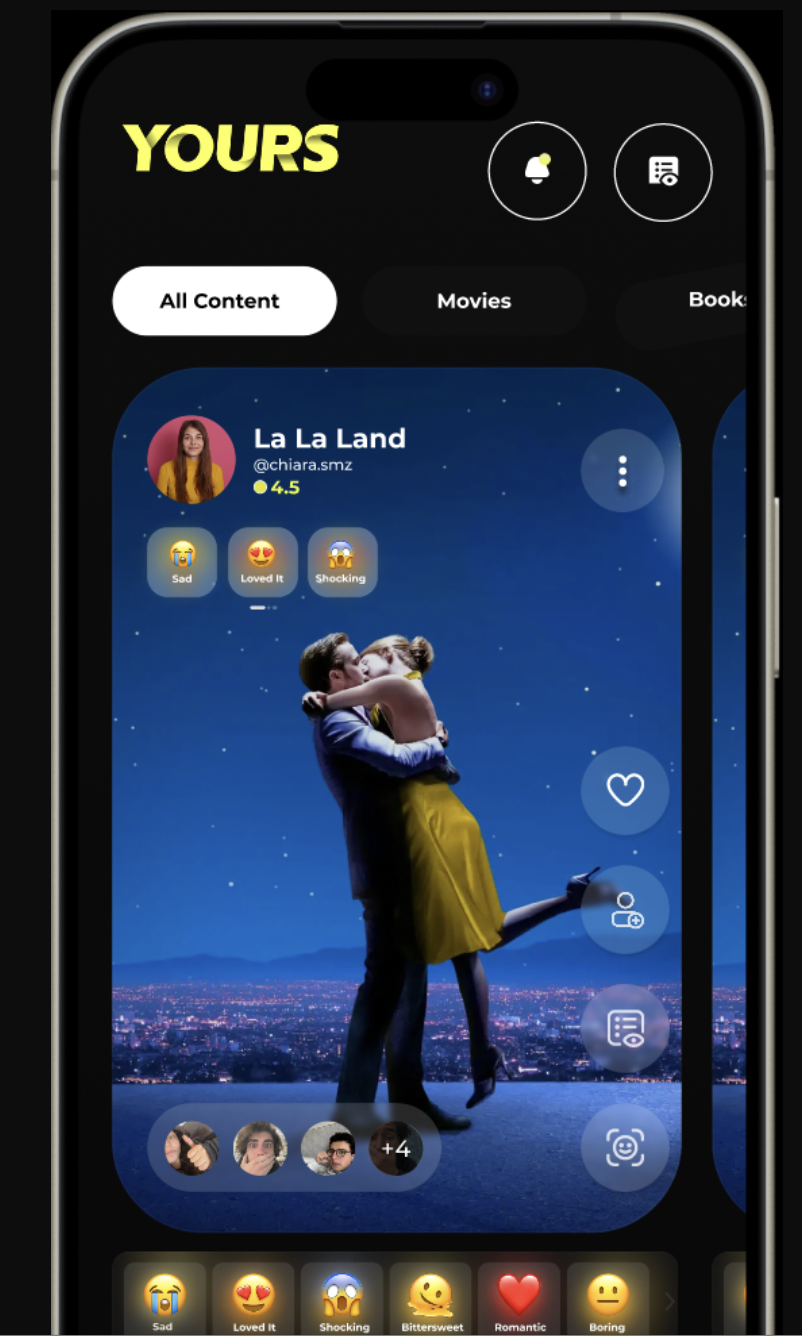 YOURS
All Content
Movies
Books
La La Land
@chiara.smz
4.5
Sad
Loved It
Shocking
+4
Sad
Loved It
Shocking
Bittersweet
Romantic
Boring